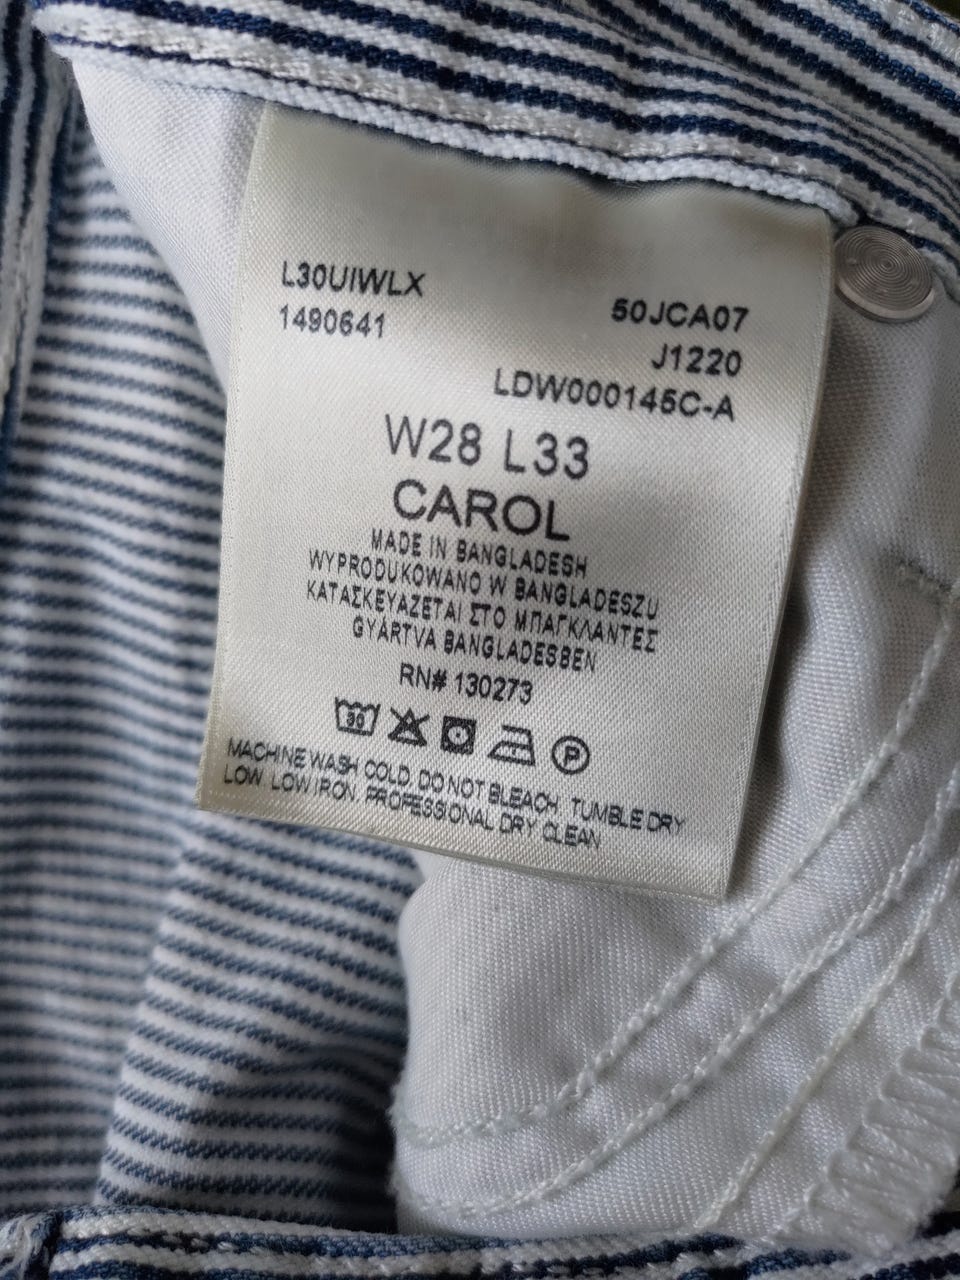 L30UIWLX
1490641
50JCA07
J1220
LDW000145C-A
W28 L33
CAROL
MADE IN BANGLADESH
WYPRODUKOWANO W BANGLADESZU
ΚΑΤΑΣΚΕΥΑΖΕΤΑΙ ΣΤΟ ΜΠΑΓΚΛΑΝΤΕΣ
GYÁRTVA BANGLADESBEN
RN# 130273
30 P
MACHINE WASH COLD. DO NOT BLEACH. TUMBLE DRY
LOW. LOW IRON. PROFESSIONAL DRY CLEAN